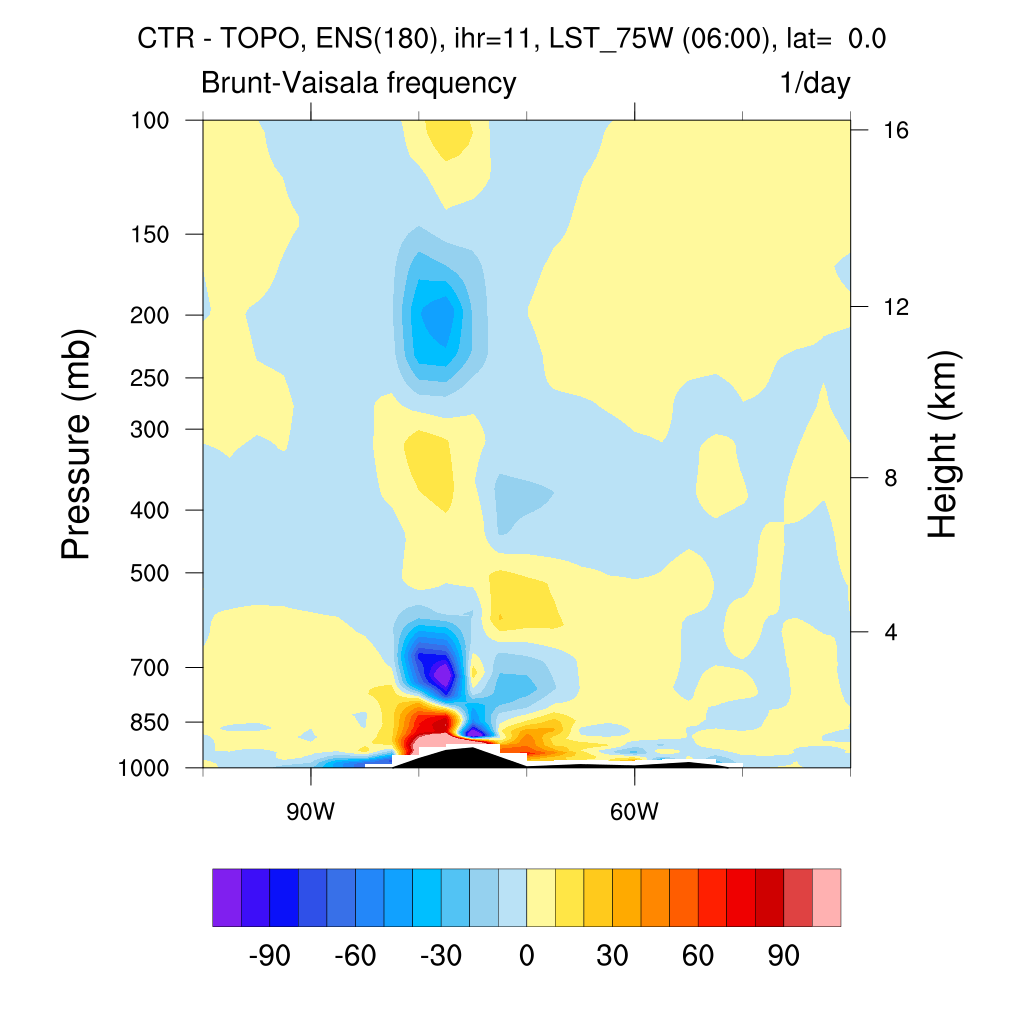 CTR - TOPO, ENS(180), ihr=11, LST_75W (06:00), lat=  0.0
Brunt-Vaisala frequency 1/day
100
150
200
250
300
400
500
700
850
1000
Pressure (mb)
16
12
8
4
Height (km)
90W 60W
-90 -60 -30 0 30 60 90